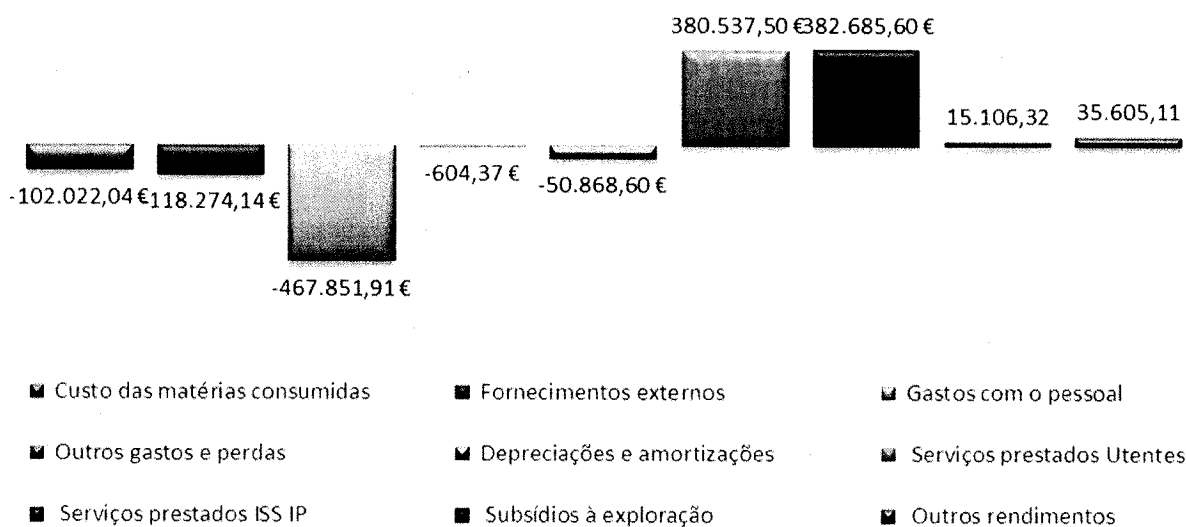 380.537,50 €382.685,60 €
15.106,32 35.605,11
-102.022,04 €118.274,14 €
-604,37 €
-50.868,60 €
-467.851,91 €
Custo das matérias consumidas Fornecimentos externos Gastos com o pessoal
Outros gastos e perdas Depreciações e amortizações Serviços prestados Utentes
Serviços prestados ISS IP Subsídios à exploração Outros rendimentos